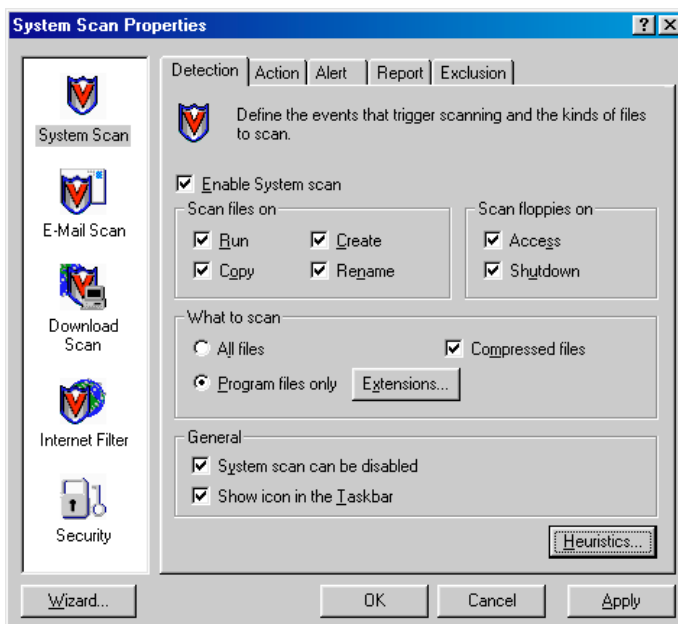 System Scan Properties
Detection Action Alert Report Exclusion
System Scan
E-Mail Scan
Download
Scan
Internet Filter
Security
Define the events that trigger scanning and the kinds of files
to scan.
Enable System scan
Scan files on
Run Create
Copy Rename
Scan floppies on
Access
Shutdown
What to scan
All files Compressed files
Program files only Extensions...
General
System scan can be disabled
Show icon in the Taskbar
Heuristics...
Wizard... OK Cancel Apply